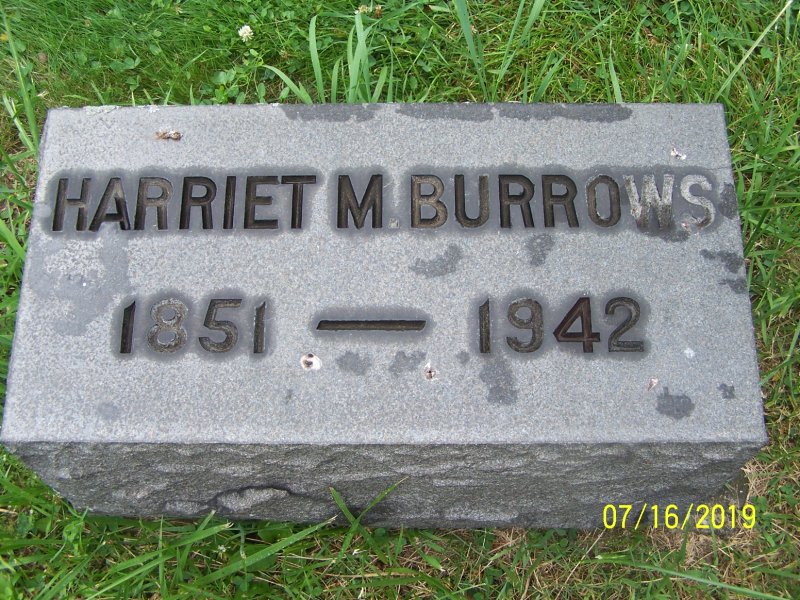 HARRIET M. BURROWS
1851 — 1942
07/16/2019